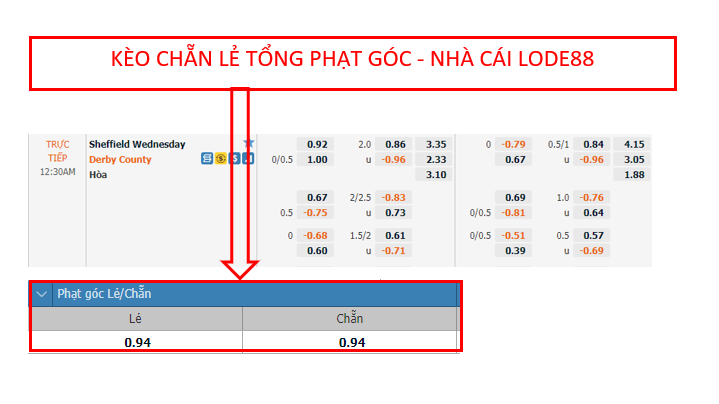 KÈO CHẴN LẺ TỔNG PHẠT GÓC - NHÀ CÁI LODE88
TRỰC Sheffield Wednesday 0.92 2.0 0.86 3.35 0 -0.79 0.5/1 0.84 4.15
TIẾP Derby County 0/0.5 1.00 u -0.96 2.33 0.67 u -0.96 3.05
12:30AM Hòa 3.10 1.88
0.67 2/2.5 -0.83 0.69 1.0 -0.76
0.5 -0.75 u 0.73 0/0.5 -0.81 u 0.64
0 -0.68 1.5/2 0.61 0/0.5 -0.51 0.5 0.57
0.60 u -0.71 0.39 u -0.69
Phạt góc Lẻ/Chẵn
Lẻ Chẵn
0.94 0.94